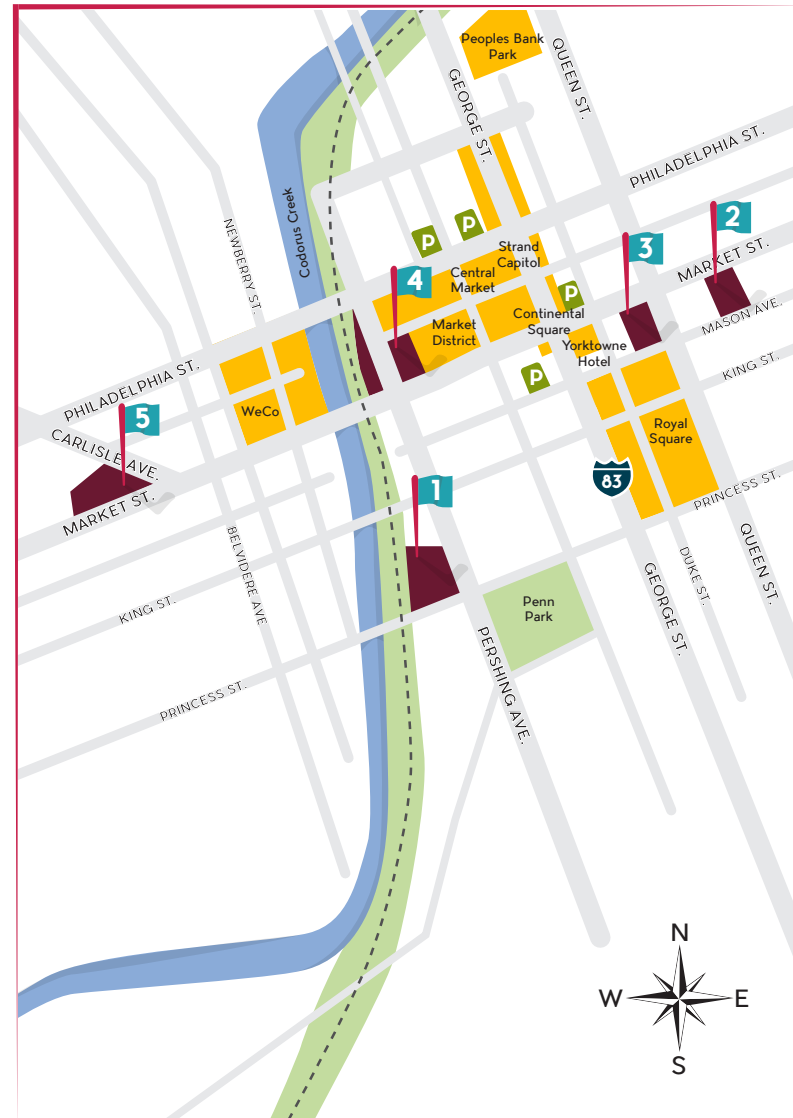 Peoples Bank
Park
QUEEN ST.
GEORGE ST.
PHILADELPHIA ST.
Codorus Creek
NEWBERRY ST.
2
3
MARKET ST.
P
P
Strand
Capitol
4
Central
Market
P
Continental
Square
MASON AVE.
Market
District
Yorktowne
Hotel
KING ST.
P
PHILADELPHIA ST.
WeCo
5
CARLISLE AVE.
Royal
Square
83
1
MARKET ST.
PRINCESS ST.
BELVIDERE AVE
QUEEN ST.
DUKE ST.
GEORGE ST.
KING ST.
Penn
Park
PERSHING AVE.
PRINCESS ST.
N
W
E
S